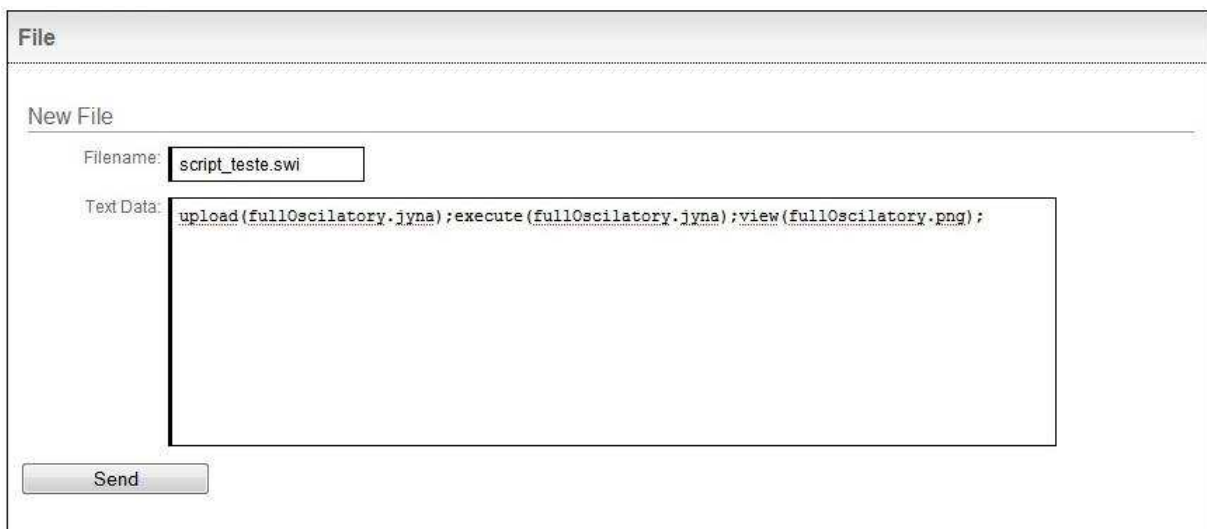 File
New File
Filename: script_teste.swi
Text Data: upload(fullOscilatory.jyna);execute(fullOscilatory.jyna);view(fullOscilatory.png);
Send